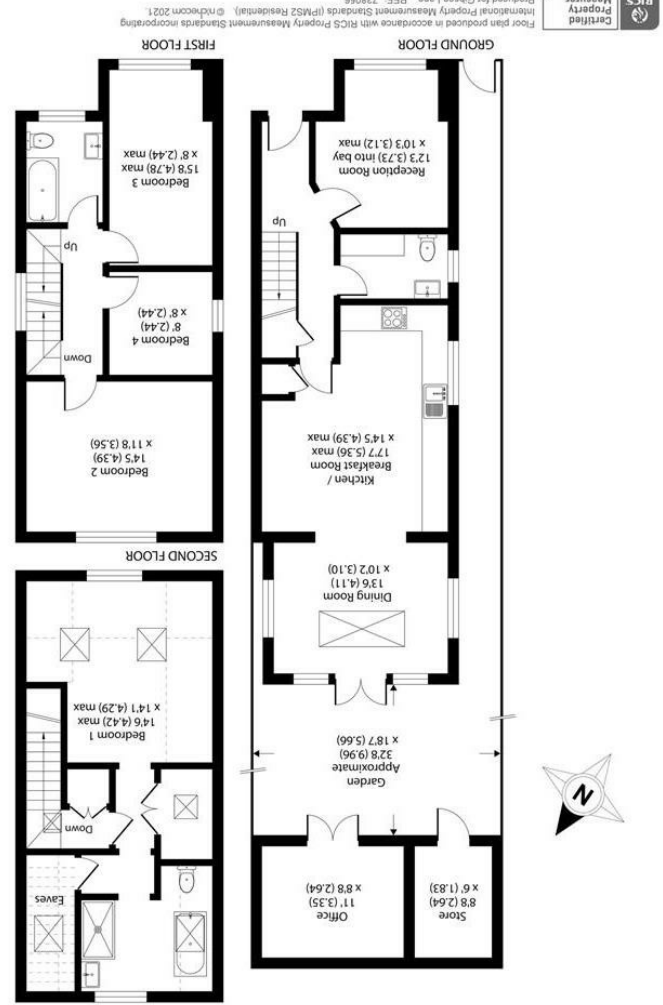 Store
8'8 (2.64)
x 6' (1.83)
Office
11' (3.35)
x 8'8 (2.64)
Eaves
N
Garden
Approximate
32'8 (9.96)
x 18'7 (5.66)
Down
Bedroom 1
14'6 (4.42) max
x 14'1 (4.29) max
Dining Room
13'6 (4.11)
x 10'2 (3.10)
SECOND FLOOR
Kitchen /
Breakfast Room
17'7 (5.36) max
x 14'5 (4.39) max
Bedroom 2
14'5 (4.39)
x 11'8 (3.56)
Down
Bedroom 4
8' (2.44)
x 8' (2.44)
Up
Up
Reception Room
12'3 (3.73) into bay
x 10'3 (3.12) max
Bedroom 3
15'8 (4.78) max
x 8' (2.44) max
GROUND FLOOR
FIRST FLOOR
RICS
Certified
Property
Floor plan produced in accordance with RICS Property Measurement Standards incorporating
International Property Measurement Standards (IPMS2 Residential). © nichecom 2021.